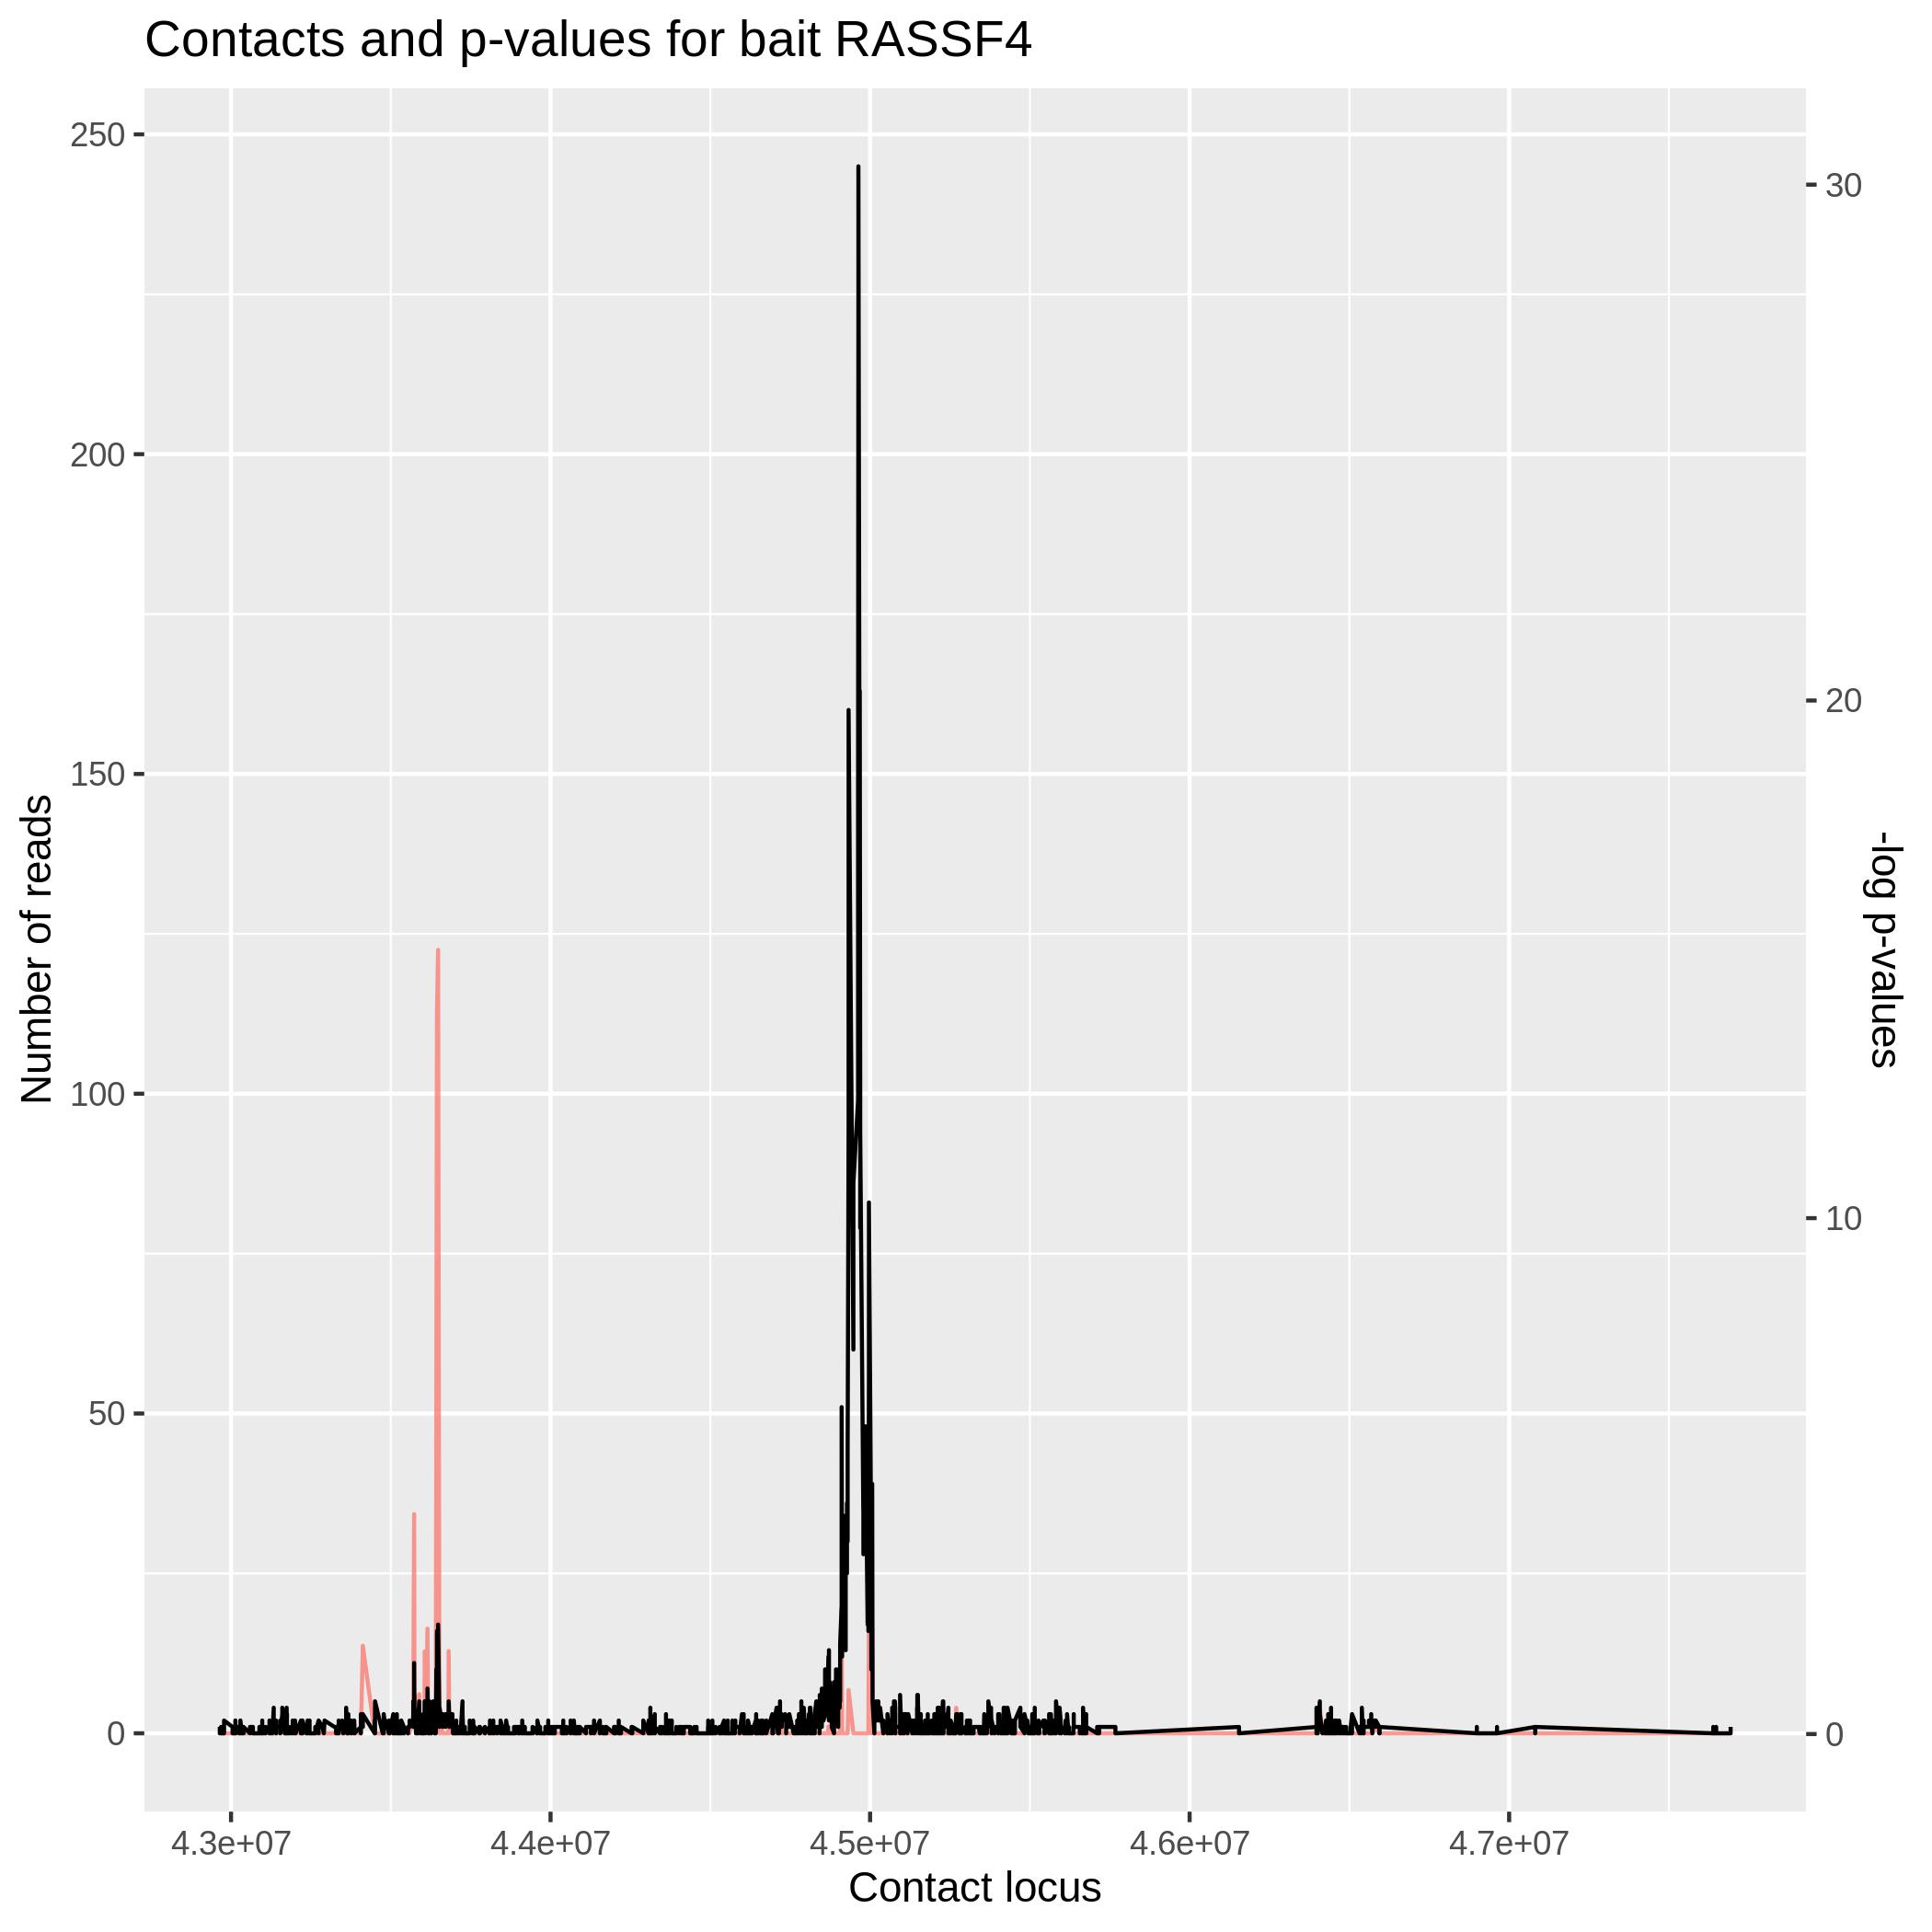 Contacts and p-values for bait RASSF4
250
200
150
100
50
0
Number of reads
30
20
10
0
-log p-values
4.3e+07
4.4e+07
4.5e+07
4.6e+07
4.7e+07
Contact locus